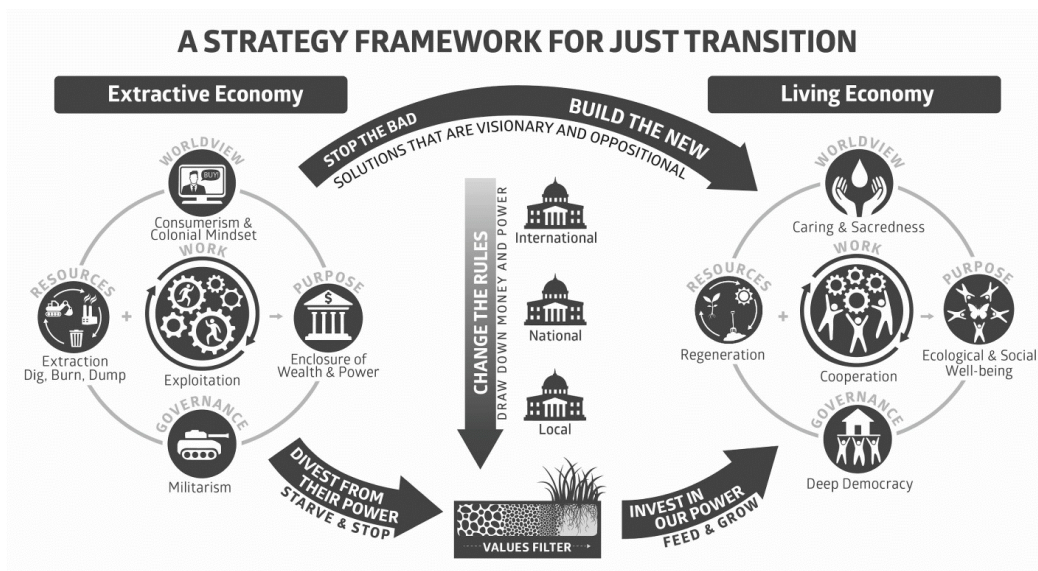 A STRATEGY FRAMEWORK FOR JUST TRANSITION
Extractive Economy
Living Economy
STOP THE BAD
BUILD THE NEW
SOLUTIONS THAT ARE VISIONARY AND OPPOSITIONAL
WORLDVIEW
BUY!
Consumerism &
Colonial Mindset
RESOURCES
Extraction
Dig, Burn, Dump
+
WORK
Exploitation
PURPOSE
$
Enclosure of
Wealth & Power
GOVERNANCE
Militarism
CHANGE THE RULES
DRAW DOWN MONEY AND POWER
International
National
Local
DIVEST FROM
THEIR POWER
STARVE & STOP
VALUES FILTER
INVEST IN
OUR POWER
FEED & GROW
WORLDVIEW
Caring & Sacredness
RESOURCES
Regeneration
+
WORK
Cooperation
PURPOSE
Ecological & Social
Well-being
GOVERNANCE
Deep Democracy